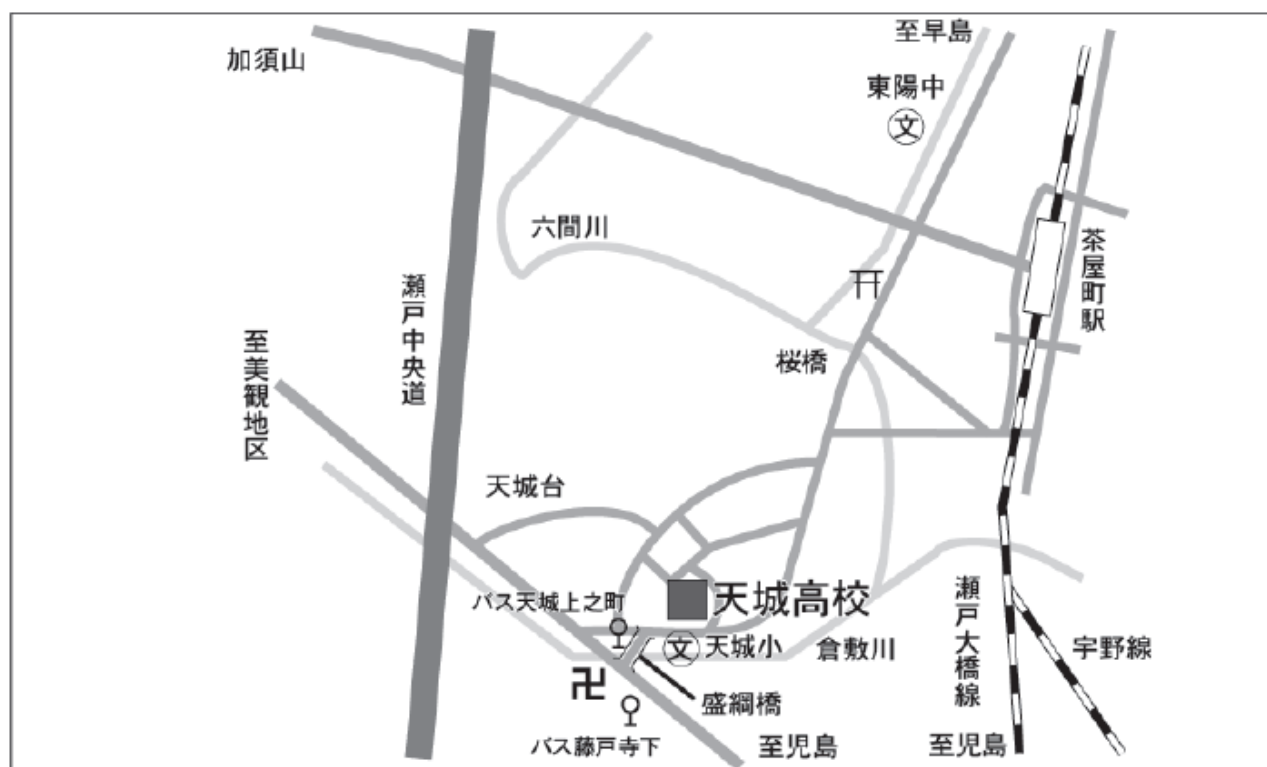 至早島
加須山
東陽中
文
六間川
茶屋町駅
瀬戸中央道
至美観地区
桜橋
天城台
バス天城上之町
天城高校
文
天城小
倉敷川
瀬戸大橋線
宇野線
卍
盛綱橋
バス藤戸寺下
至児島
至児島